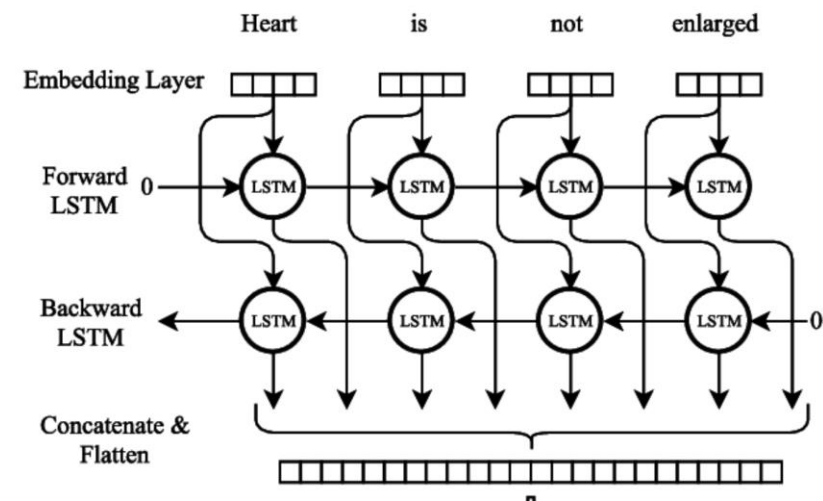 Heart is not enlarged
Embedding Layer
Forward
LSTM
0
LSTM LSTM LSTM LSTM
Backward
LSTM
LSTM LSTM LSTM LSTM
0
Concatenate &
Flatten